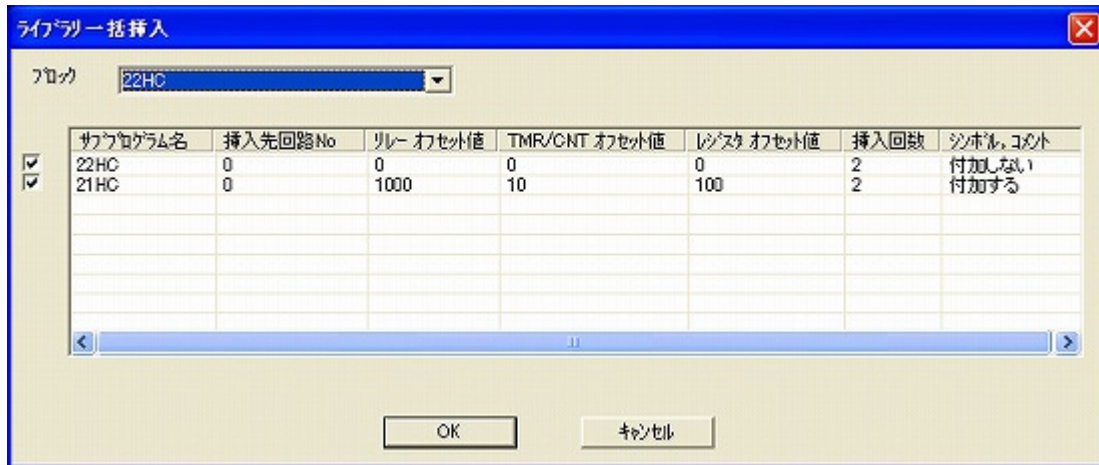 ﾗｲﾌﾞﾗﾘ一括挿入
ﾌﾞﾛｯｸ 22HC
ｻﾌﾞﾌﾟﾛｸﾞﾗﾑ名 挿入先回路No ﾘﾚｰ ｵﾌｾｯﾄ値 TMR/CNT ｵﾌｾｯﾄ値 ﾚｼﾞｽﾀ ｵﾌｾｯﾄ値 挿入回数 ｼﾝﾎﾞﾙ,ｺﾒﾝﾄ
22HC 0 0 0 0 2 付加しない
21HC 0 1000 10 100 2 付加する
OK ｷｬﾝｾﾙ